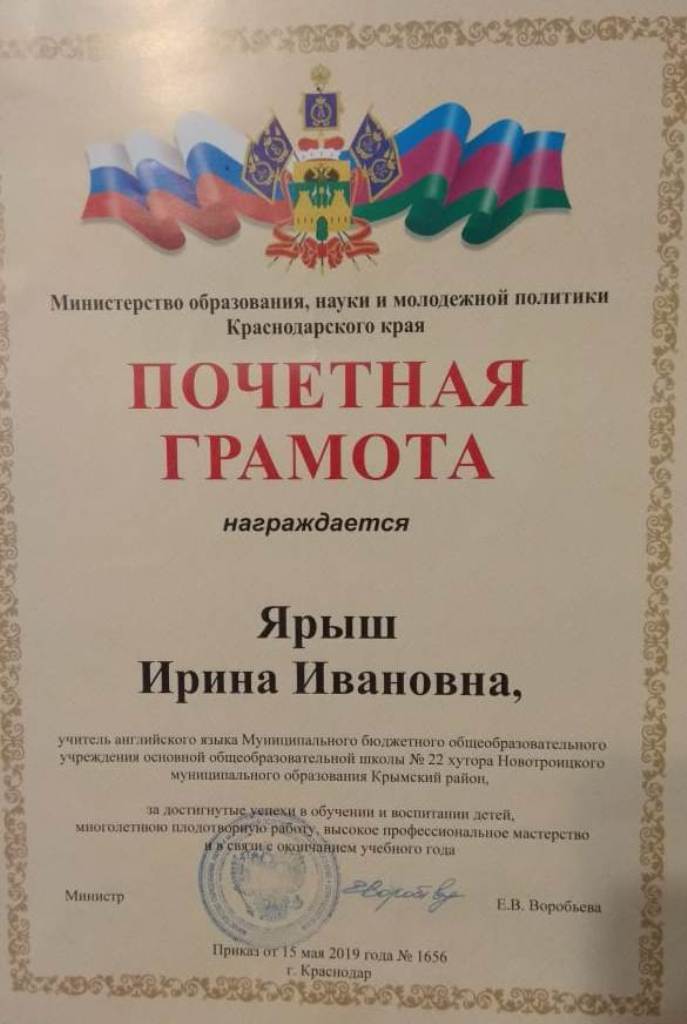 Министерство образования, науки и молодежной политики
Краснодарского края
ПОЧЕТНАЯ
ГРАМОТА
награждается
Ярыш
Ирина Ивановна,
учитель английского языка Муниципального бюджетного общеобразовательного
учреждения основной общеобразовательной школы № 22 хутора Новотроицкого
муниципального образования Крымский район,
за достигнутые успехи в обучении и воспитании детей,
многолетнюю плодотворную работу, высокое профессиональное мастерство
и в связи с окончанием учебного года
Министр
Е.В. Воробьева
Приказ от 15 мая 2019 года № 1656
г. Краснодар